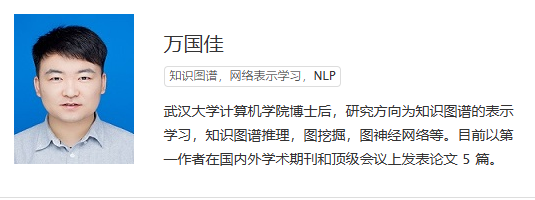 万国佳
知识图谱，网络表示学习，NLP
武汉大学计算机学院博士后，研究方向为知识图谱的表示
学习，知识图谱推理，图挖掘，图神经网络等。目前以第
一作者在国内外学术期刊和顶级会议上发表论文 5 篇。